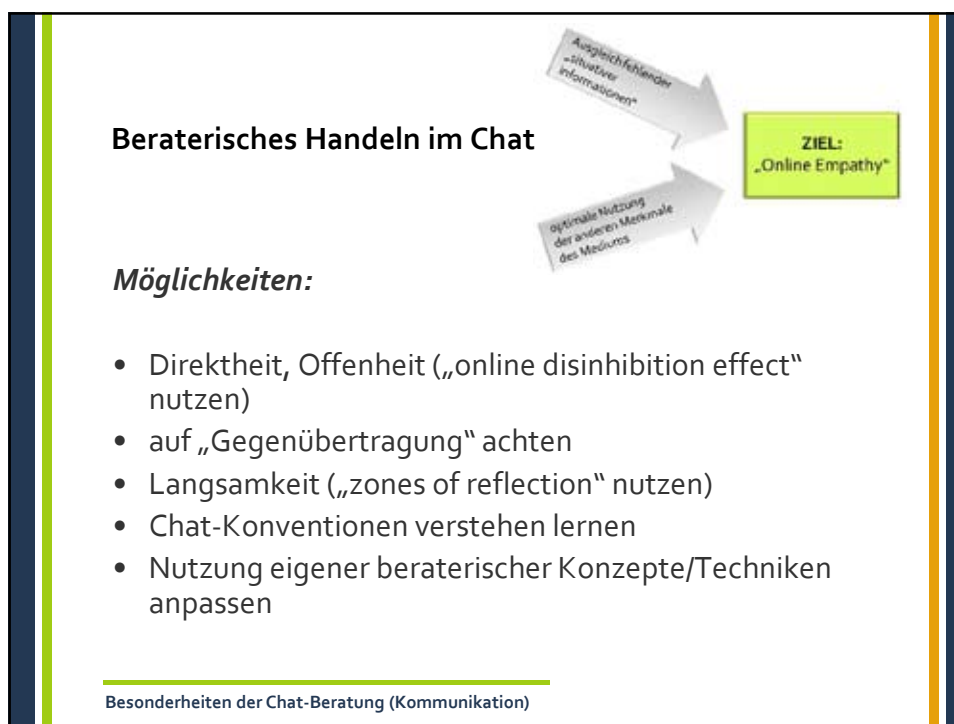 Ausgleich fehlender
„situativer
informationen“
Beraterisches Handeln im Chat
ZIEL:
„Online Empathy“
optimale Nutzung
der anderen Merkmale
des Mediums
Möglichkeiten:
• Direktheit, Offenheit („online disinhibition effect“
nutzen)
• auf „Gegenübertragung“ achten
• Langsamkeit („zones of reflection“ nutzen)
• Chat-Konventionen verstehen lernen
• Nutzung eigener beraterischer Konzepte/Techniken
anpassen
Besonderheiten der Chat-Beratung (Kommunikation)